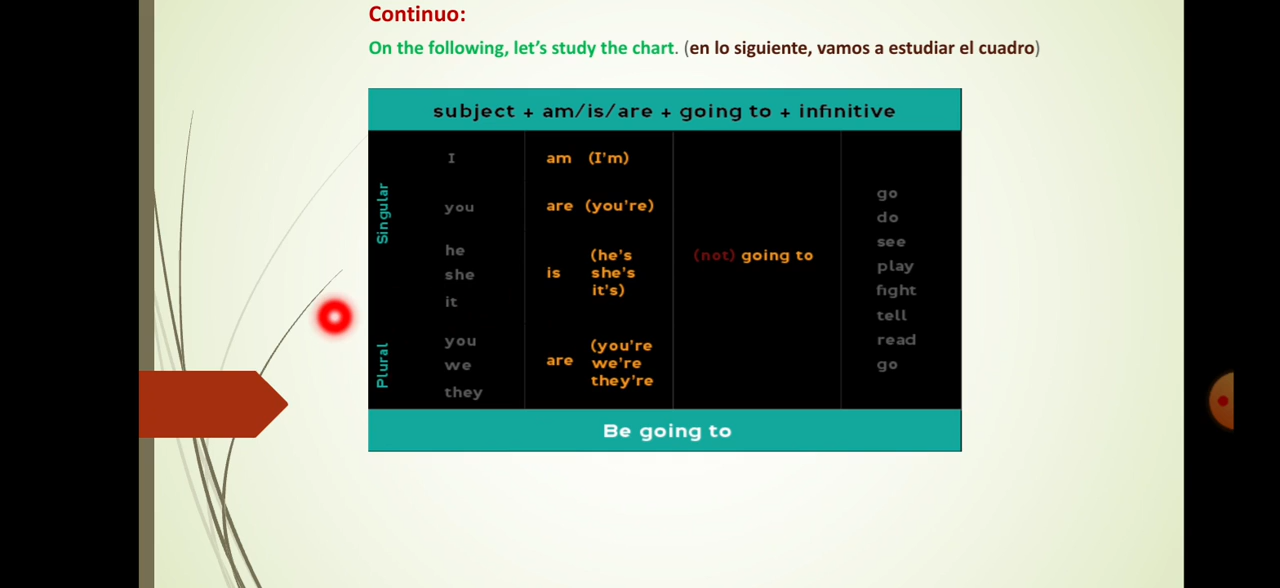 Continuo:
On the following, let's study the chart. (en lo siguiente, vamos a estudiar el cuadro)
subject + am/is/are + going to + infinitive
Singular
I am (I'm)
you are (you're)
he (he's
she is she's
it it's)
(not) going to
Plural
you (you're
we are we're
they they're
go
do
see
play
fight
tell
read
go
Be going to